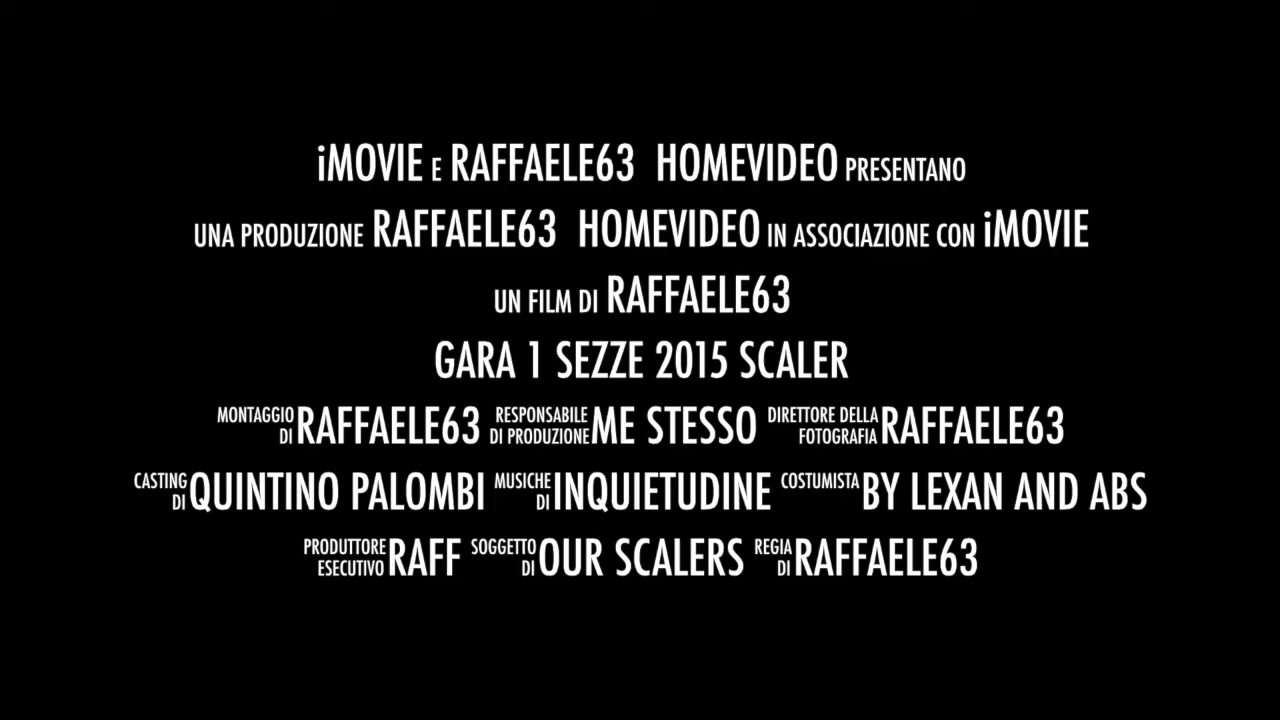 iMOVIE E RAFFAELE63 HOMEVIDEO PRESENTANO
UNA PRODUZIONE RAFFAELE63 HOMEVIDEO IN ASSOCIAZIONE CON iMOVIE
UN FILM DI RAFFAELE63
GARA 1 SEZZE 2015 SCALER
MONTAGGIO DI RAFFAELE63 RESPONSABILE DI PRODUZIONE ME STESSO DIRETTORE DELLA FOTOGRAFIA RAFFAELE63
CASTING DI QUINTINO PALOMBI MUSICHE DI INQUIETUDINE COSTUMISTA BY LEXAN AND ABS
PRODUTTORE ESECUTIVO RAFF SOGGETTO DI OUR SCALERS REGIA DI RAFFAELE63